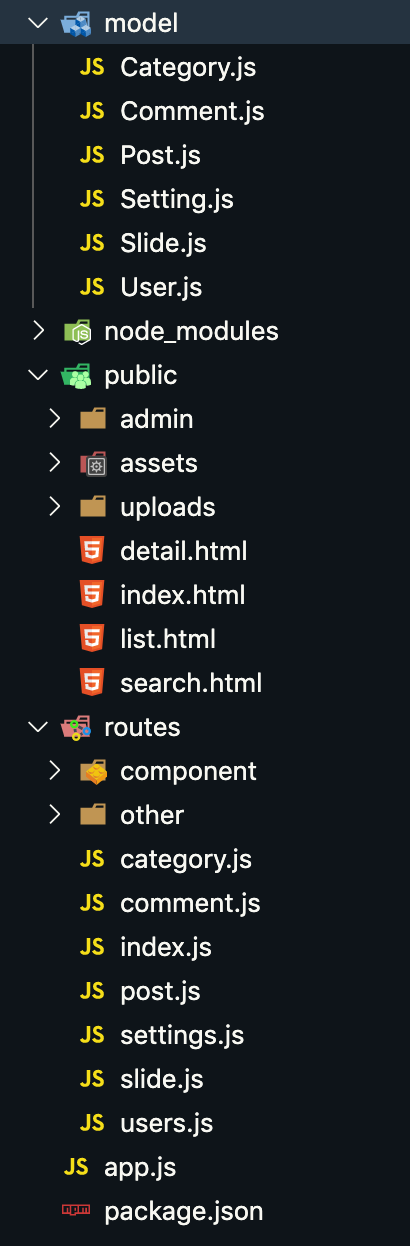 model
JS Category.js
JS Comment.js
JS Post.js
JS Setting.js
JS Slide.js
JS User.js
node_modules
public
admin
assets
uploads
detail.html
index.html
list.html
search.html
routes
component
other
JS category.js
JS comment.js
JS index.js
JS post.js
JS settings.js
JS slide.js
JS users.js
JS app.js
package.json